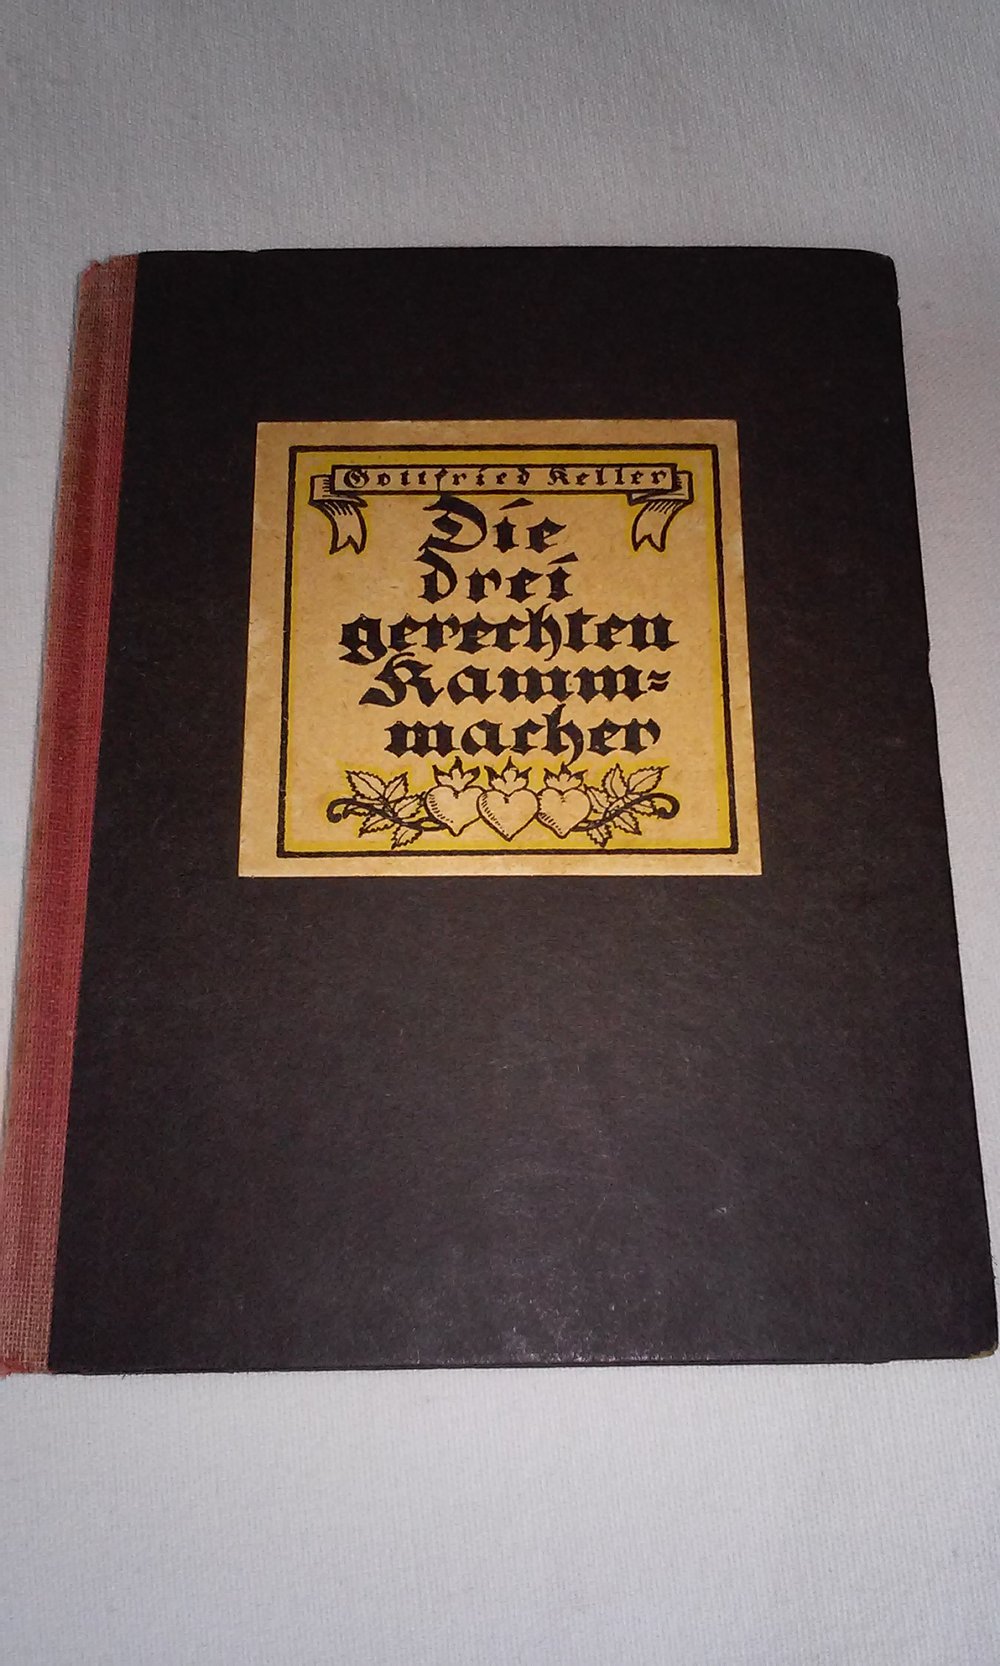 Gottfried Keller
Die
drei
gerechten
Kamm-
macher